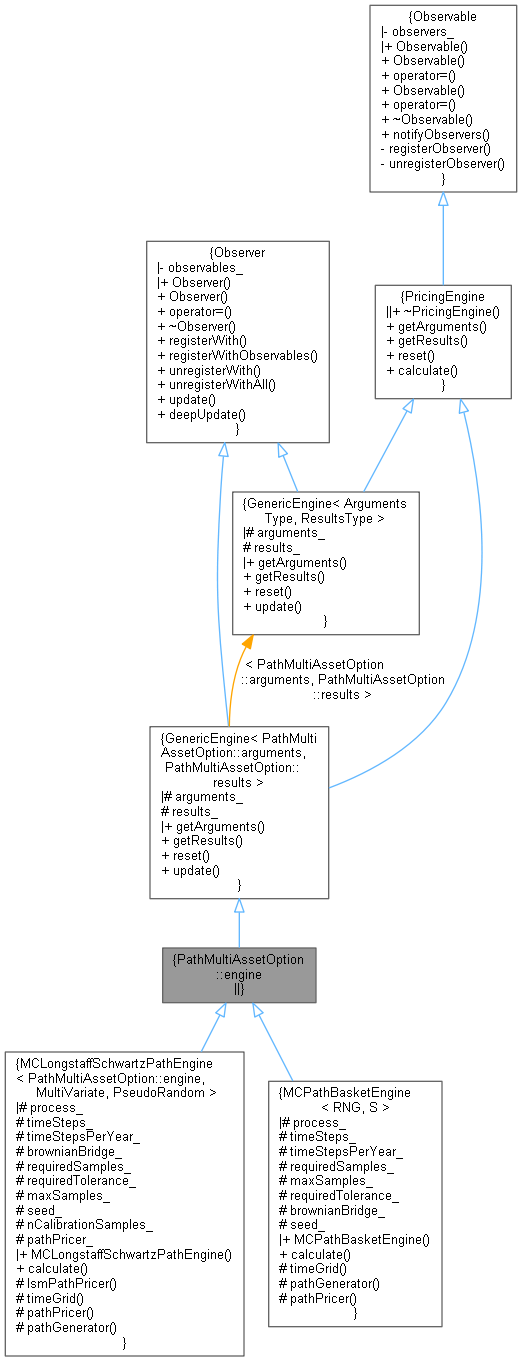 {Observable
|- observers_
|+ Observable()
+ Observable()
+ operator=()
+ Observable()
+ operator=()
+ ~Observable()
+ notifyObservers()
- registerObserver()
- unregisterObserver()
}
{Observer
|- observables_
|+ Observer()
+ Observer()
+ operator=()
+ ~Observer()
+ registerWith()
+ registerWithObservables()
+ unregisterWith()
+ unregisterWithAll()
+ update()
+ deepUpdate()
}
{PricingEngine
||+ ~PricingEngine()
+ getArguments()
+ getResults()
+ reset()
+ calculate()
}
{GenericEngine< Arguments
Type, ResultsType >
|# arguments_
# results_
|+ getArguments()
+ getResults()
+ reset()
+ update()
}
< PathMultiAssetOption
::arguments, PathMultiAssetOption
::results >
{GenericEngine< PathMulti
AssetOption::arguments,
PathMultiAssetOption::
results >
|# arguments_
# results_
|+ getArguments()
+ getResults()
+ reset()
+ update()
}
{PathMultiAssetOption
::engine
||}
{MCLongstaffSchwartzPathEngine
< PathMultiAssetOption::engine,
MultiVariate, PseudoRandom >
|# process_
# timeSteps_
# timeStepsPerYear_
# brownianBridge_
# requiredSamples_
# requiredTolerance_
# maxSamples_
# seed_
# nCalibrationSamples_
# pathPricer_
|+ MCLongstaffSchwartzPathEngine()
+ calculate()
# lsmPathPricer()
# timeGrid()
# pathPricer()
# pathGenerator()
}
{MCPathBasketEngine
< RNG, S >
|# process_
# timeSteps_
# timeStepsPerYear_
# requiredSamples_
# maxSamples_
# requiredTolerance_
# brownianBridge_
# seed_
|+ MCPathBasketEngine()
+ calculate()
# timeGrid()
# pathGenerator()
# pathPricer()
}